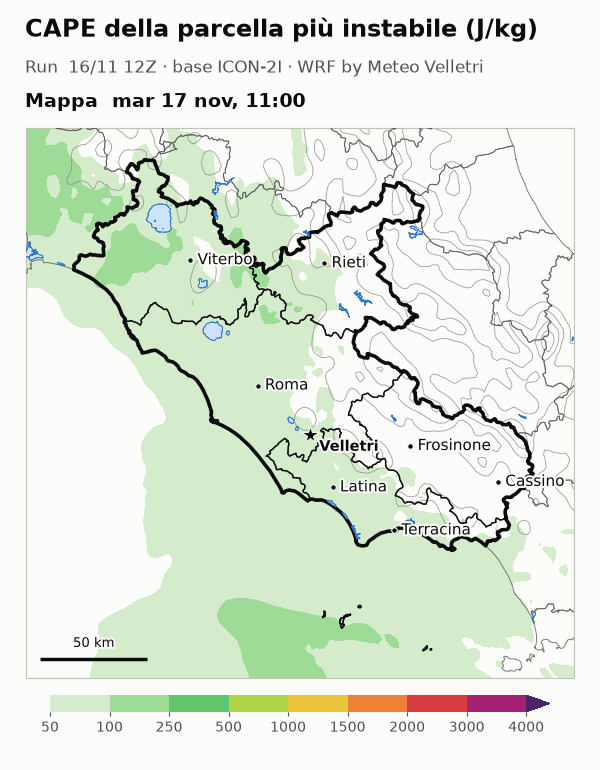 CAPE della parcella più instabile (J/kg)
Run  16/11 12Z · base ICON-2I · WRF by Meteo Velletri
Mappa  mar 17 nov, 11:00
Viterbo
Rieti
Roma
Velletri
Frosinone
Latina
Cassino
Terracina
50 km
50 100 250 500 1000 1500 2000 3000 4000